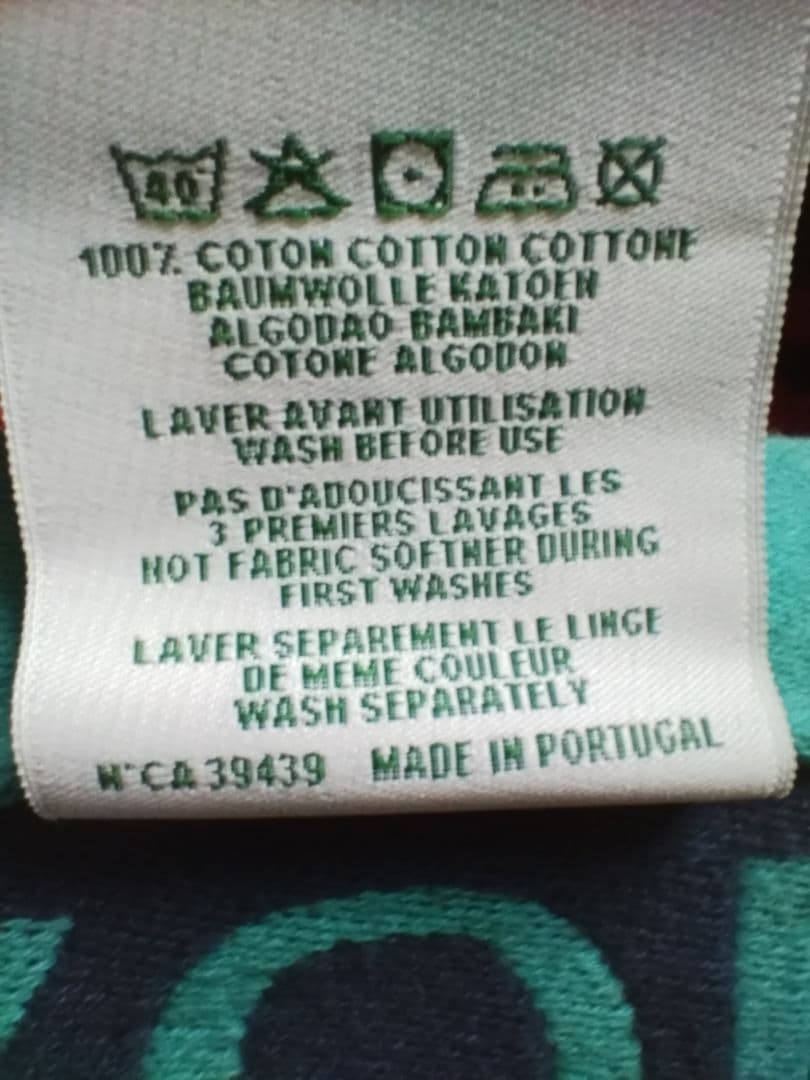 40
100% COTON COTTON COTTONE
BAUMWOLLE KATOEN
ALGODAO BAMBAKI
COTONE ALGODON
LAVER AVANT UTILISATION
WASH BEFORE USE
PAS D'ADOUCISSANT LES
3 PREMIERS LAVAGES
NOT FABRIC SOFTNER DURING
FIRST WASHES
LAVER SEPAREMENT LE LINGE
DE MEME COULEUR
WASH SEPARATELY
N°CA 39439 MADE IN PORTUGAL